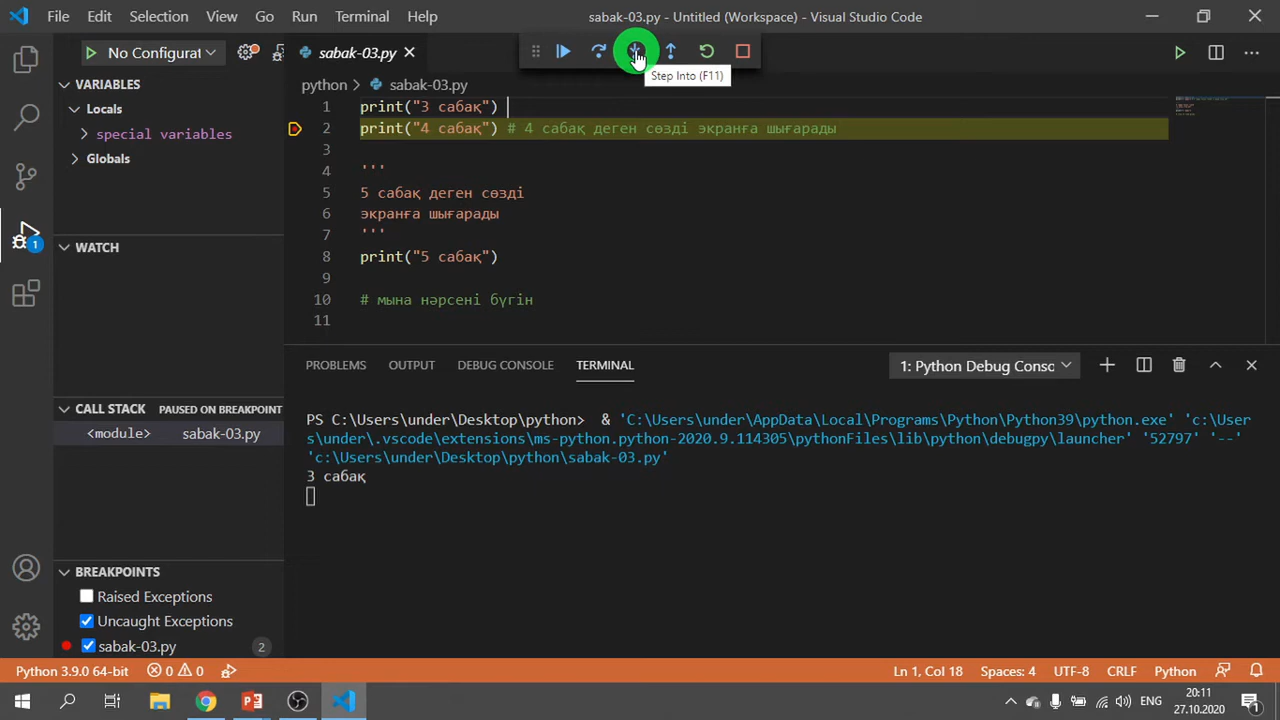 File Edit Selection View Go Run Terminal Help sabak-03.py - Untitled (Workspace) - Visual Studio Code
No Configurat
sabak-03.py
Step Into (F11)
VARIABLES
Locals
special variables
Globals
WATCH
CALL STACK PAUSED ON BREAKPOINT
<module> sabak-03.py
BREAKPOINTS
Raised Exceptions
Uncaught Exceptions
sabak-03.py 2
1
python > sabak-03.py
1 print("3 сабақ")
2 print("4 сабақ") # 4 сабақ деген сөзді экранға шығарады
3
4 '''
5 5 сабақ деген сөзді
6 экранға шығарады
7 '''
8 print("5 сабақ")
9
10 # мына нәрсені бүгін
11
PROBLEMS OUTPUT DEBUG CONSOLE TERMINAL 1: Python Debug Consc
PS C:\Users\under\Desktop\python> & 'C:\Users\under\AppData\Local\Programs\Python\Python39\python.exe' 'c:\User
s\under\.vscode\extensions\ms-python.python-2020.9.114305\pythonFiles\lib\python\debugpy\launcher' '52797' '--'
'c:\Users\under\Desktop\python\sabak-03.py'
3 сабақ
Python 3.9.0 64-bit 0 0 Ln 1, Col 18 Spaces: 4 UTF-8 CRLF Python
ENG 20:11
27.10.2020 1